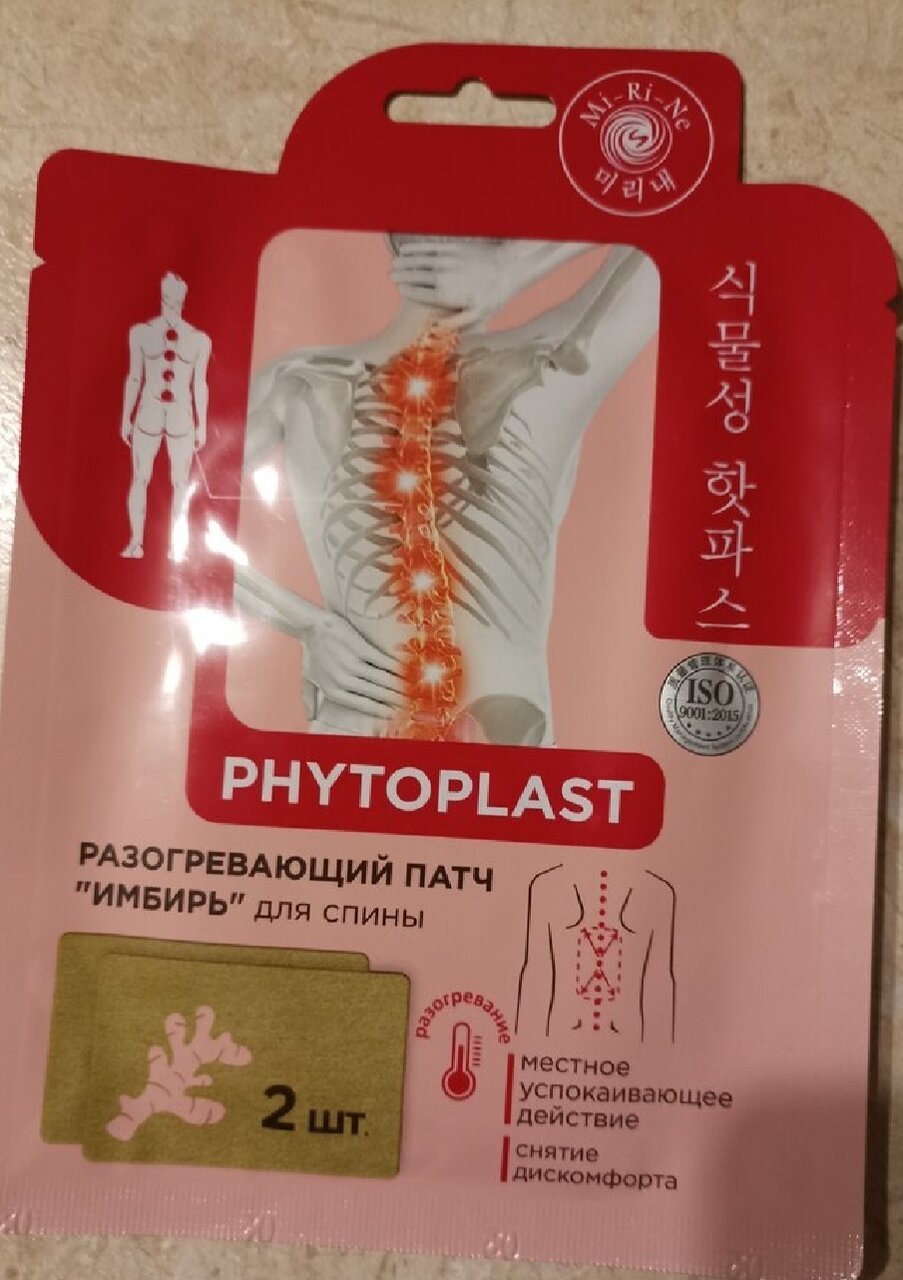 Mi-Ri-Ne
미리내
식물성 핫파스
ISO
9001:2015
PHYTOPLAST
РАЗОГРЕВАЮЩИЙ ПАТЧ
"ИМБИРЬ" для спины
разогревание
2 шт.
местное
успокаивающее
действие
снятие
дискомфорта